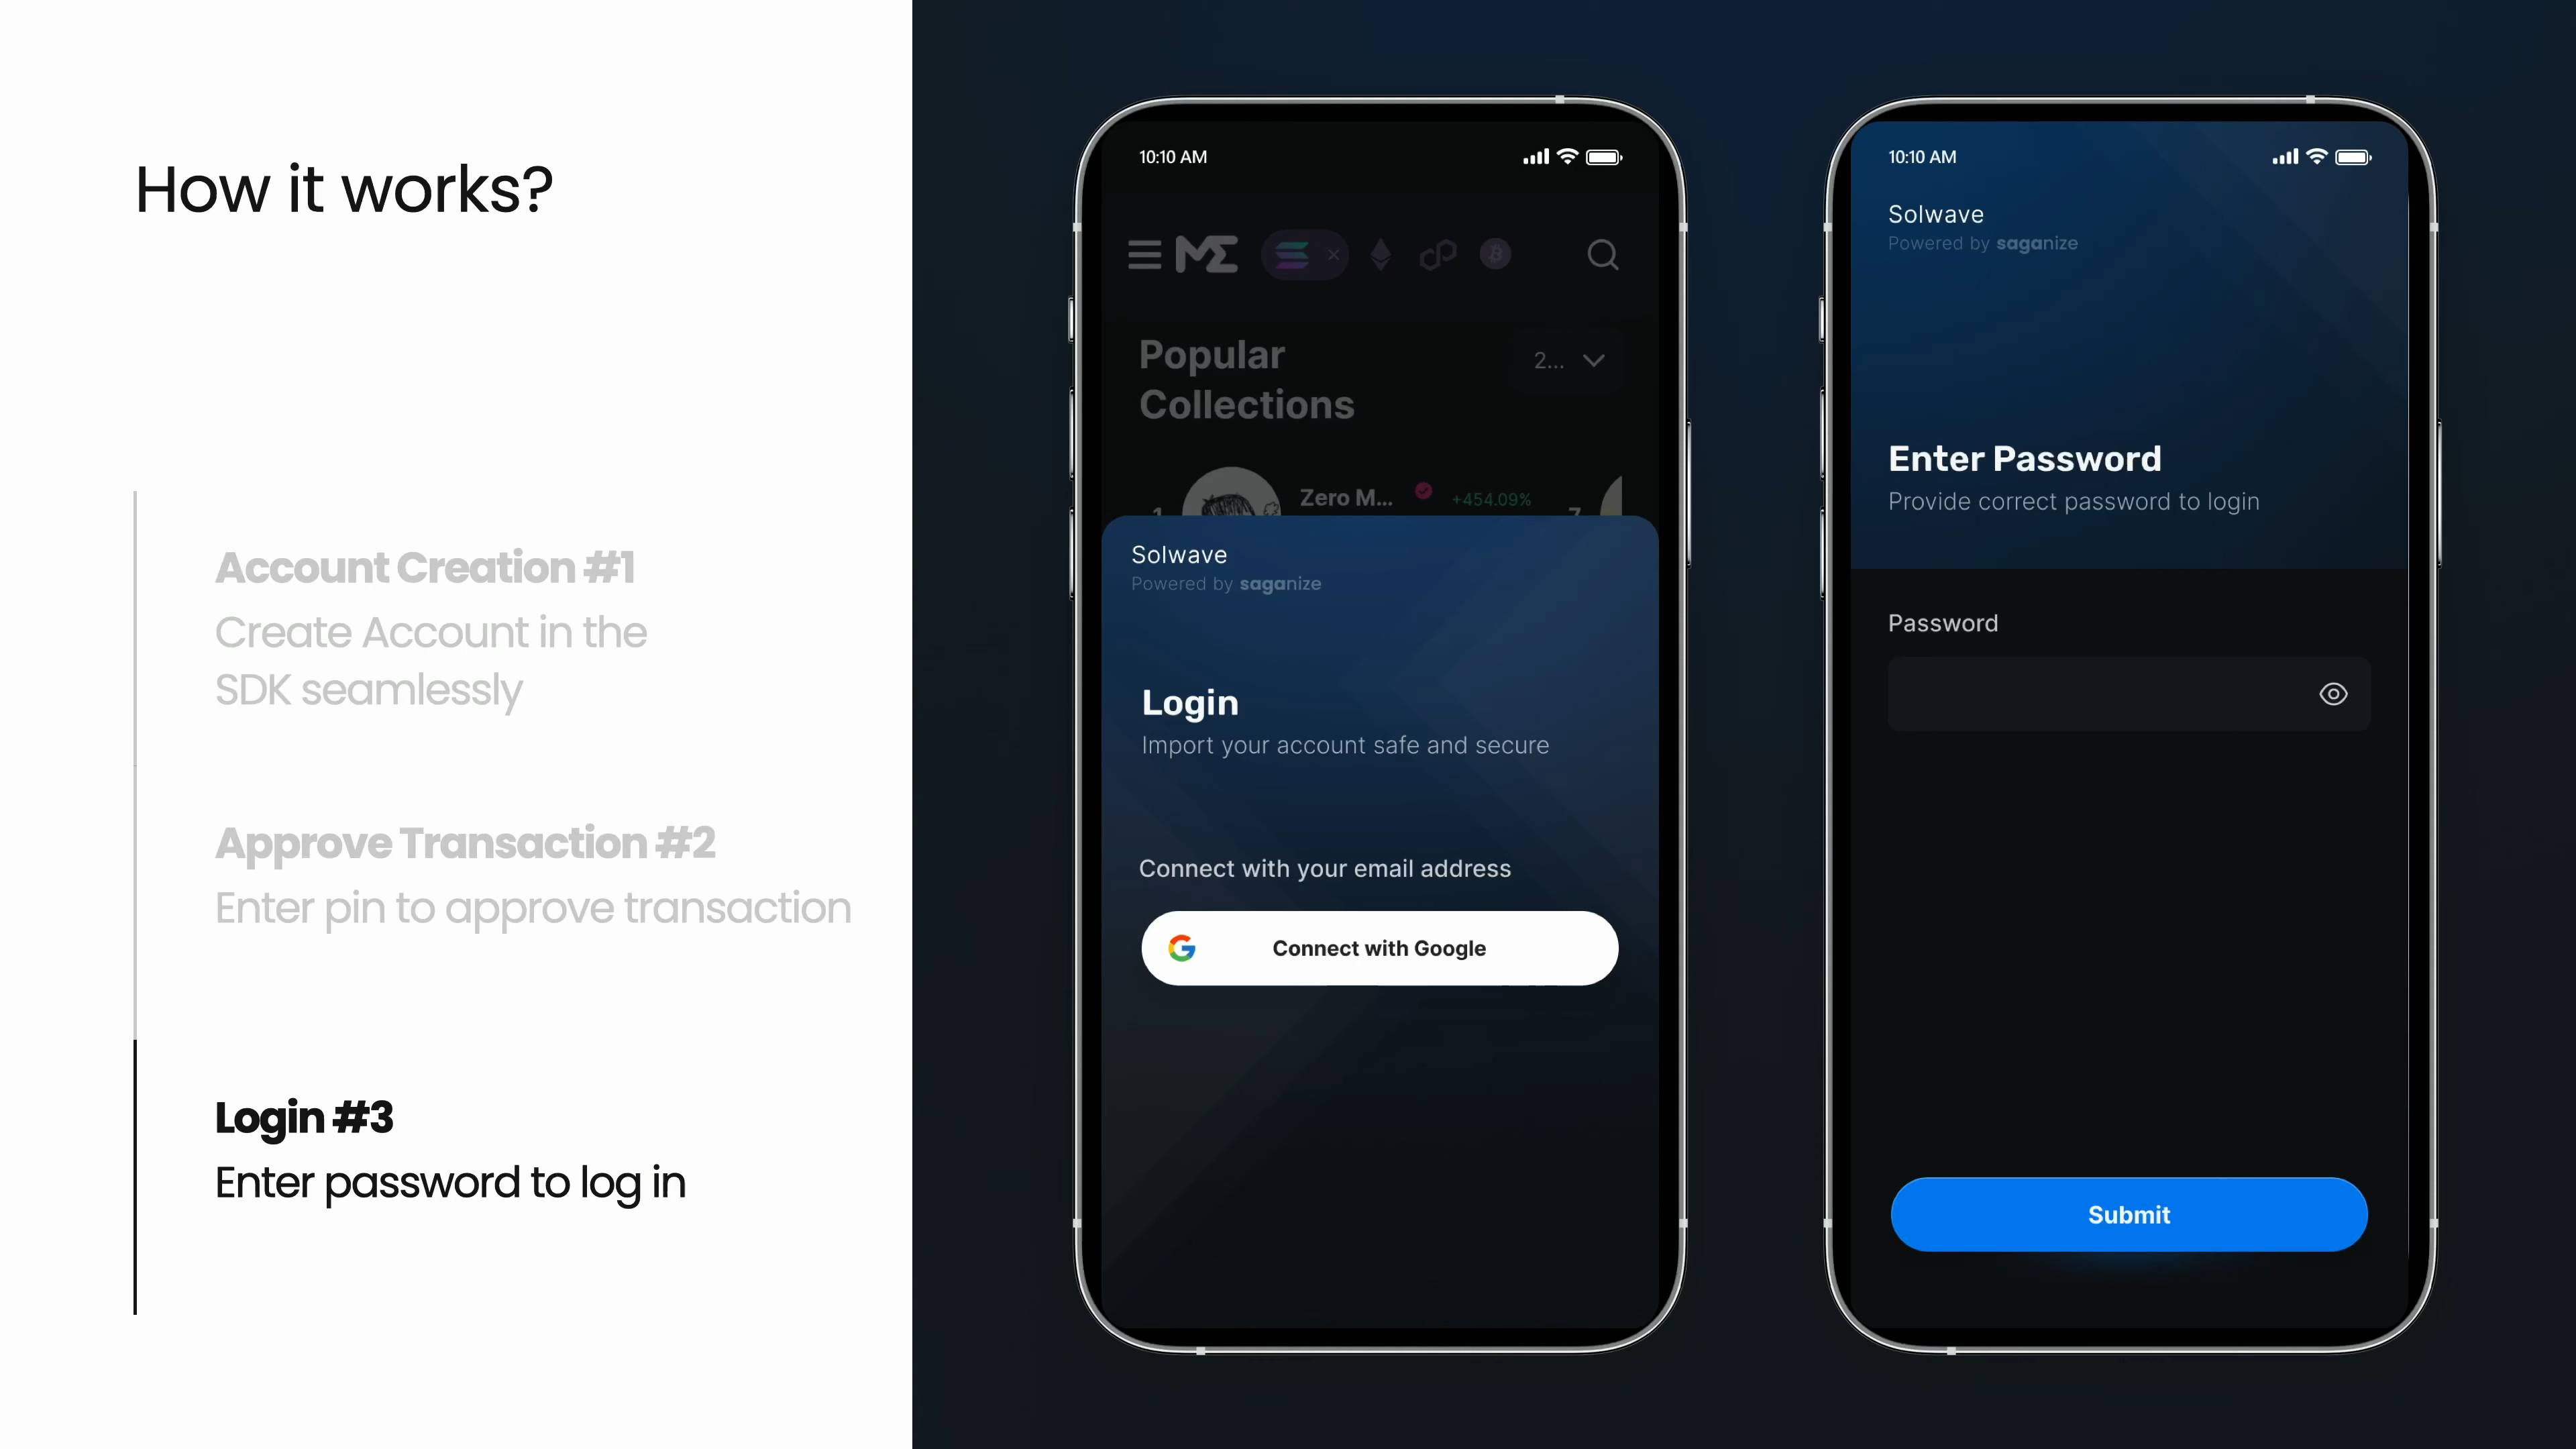 How it works?
Account Creation #1
Create Account in the
SDK seamlessly
Approve Transaction #2
Enter pin to approve transaction
Login #3
Enter password to log in
10:10 AM
ME
Popular
Collections
2...
1
Zero M...
+454.09%
7
Solwave
Powered by saganize
Login
Import your account safe and secure
Connect with your email address
Connect with Google
10:10 AM
Solwave
Powered by saganize
Enter Password
Provide correct password to login
Password
Submit